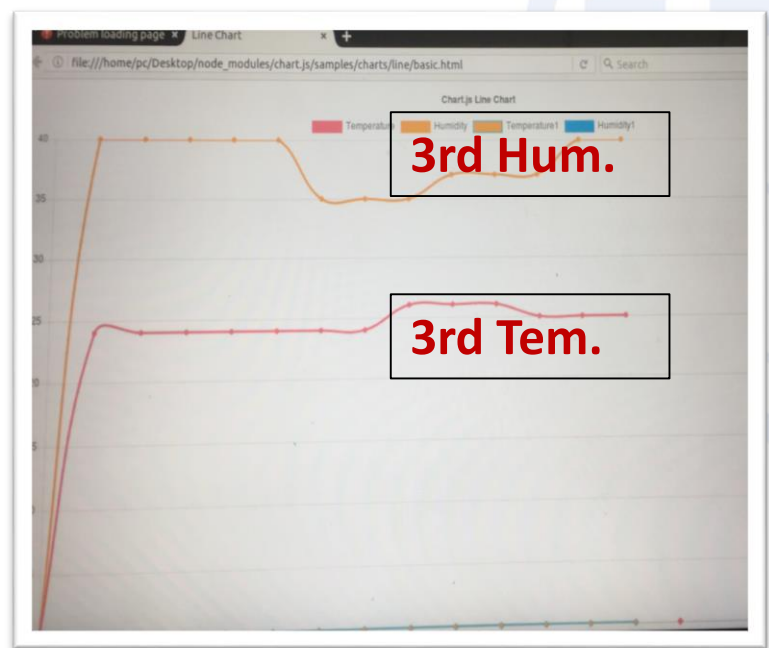 Problem loading page × Line Chart × +
file:///home/pc/Desktop/node_modules/chart.js/samples/charts/line/basic.html Search
Chart.js Line Chart
Temperature Humidity Temperature1 Humidity1
40
3rd Hum.
35
30
25
3rd Tem.